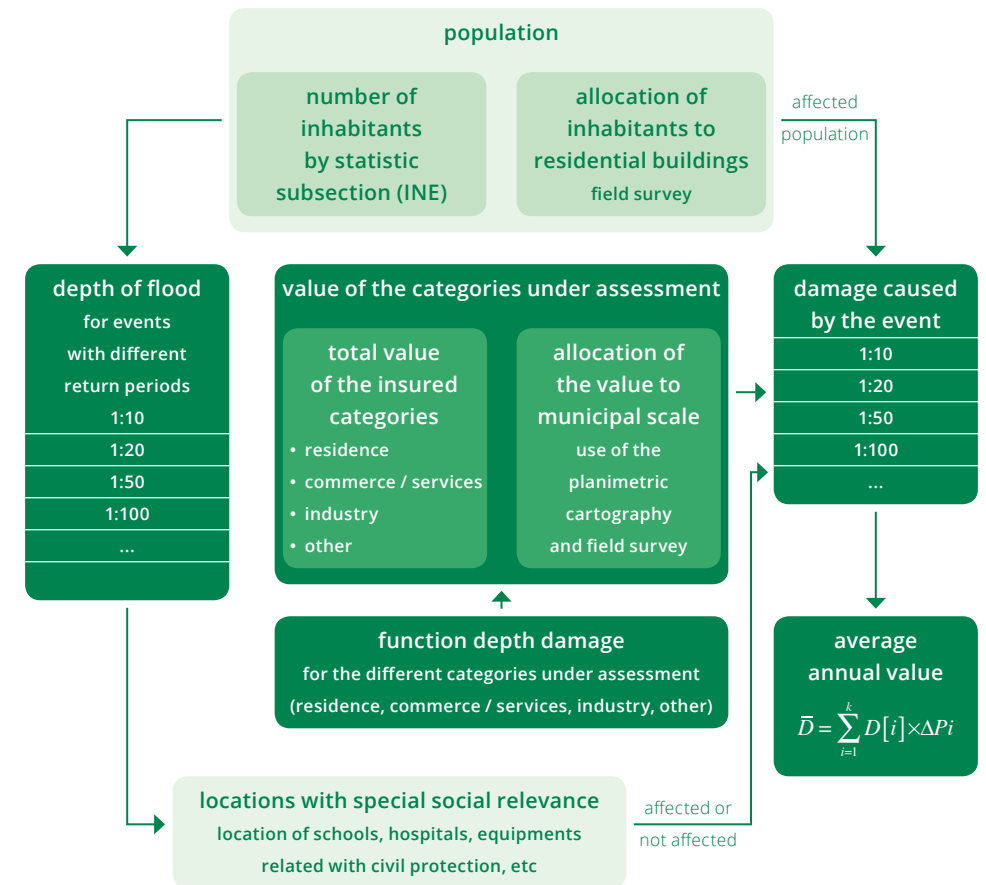 population
number of
inhabitants
by statistic
subsection (INE)
allocation of
inhabitants to
residential buildings
field survey
affected
population
depth of flood
for events
with different
return periods
1:10
1:20
1:50
1:100
...
value of the categories under assessment
total value
of the insured
categories
• residence
• commerce / services
• industry
• other
allocation of
the value to
municipal scale
use of the
planimetric
cartography
and field survey
damage caused
by the event
1:10
1:20
1:50
1:100
...
function depth damage
for the different categories under assessment
(residence, commerce / services, industry, other)
average
annual value
D̅ = ∑_{i=1}^{k} D[i]×ΔPi
locations with special social relevance
location of schools, hospitals, equipments
related with civil protection, etc
affected or
not affected